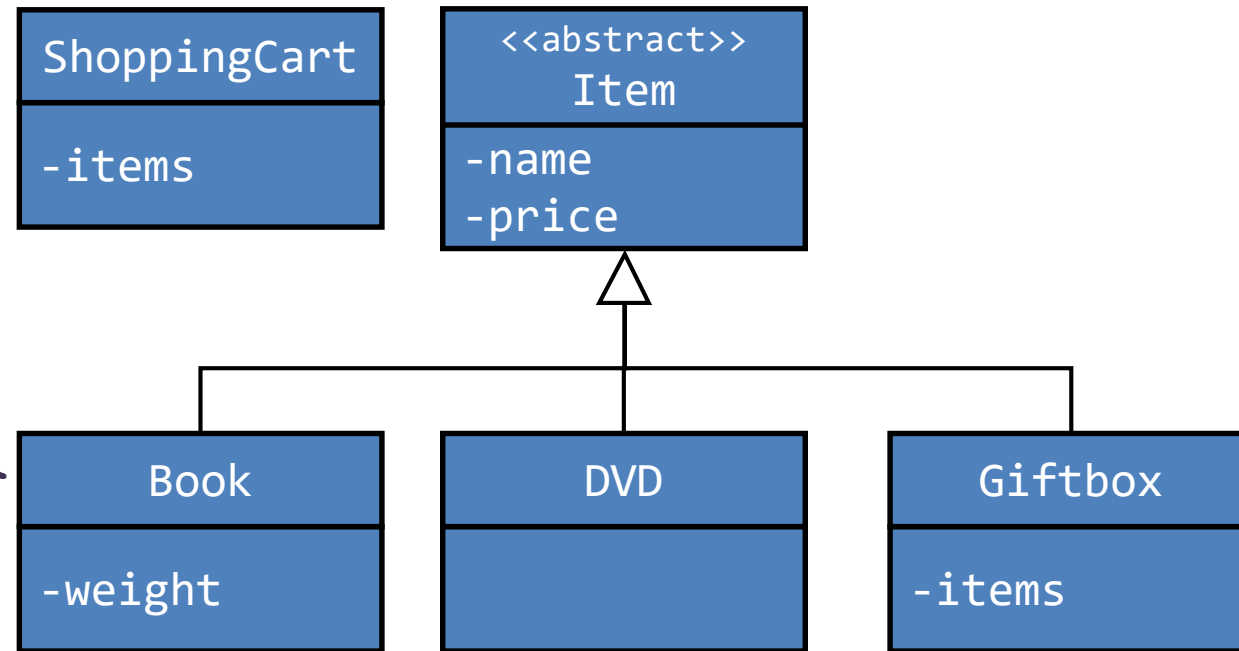 ShoppingCart
-items
<<abstract>>
Item
-name
-price
Book
-weight
DVD
Giftbox
-items